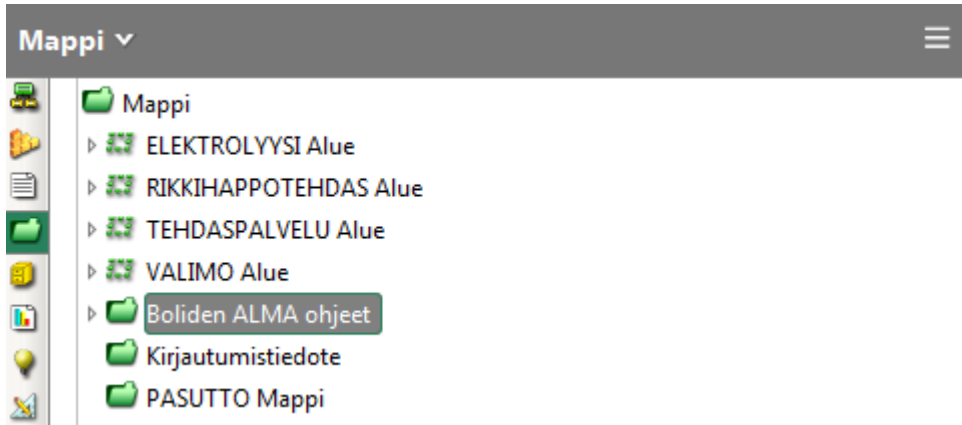 Mappi
Mappi
ELEKTROLYYSI Alue
RIKKIHAPPOTEHDAS Alue
TEHDASPALVELU Alue
VALIMO Alue
Boliden ALMA ohjeet
Kirjautumistiedote
PASUTTO Mappi